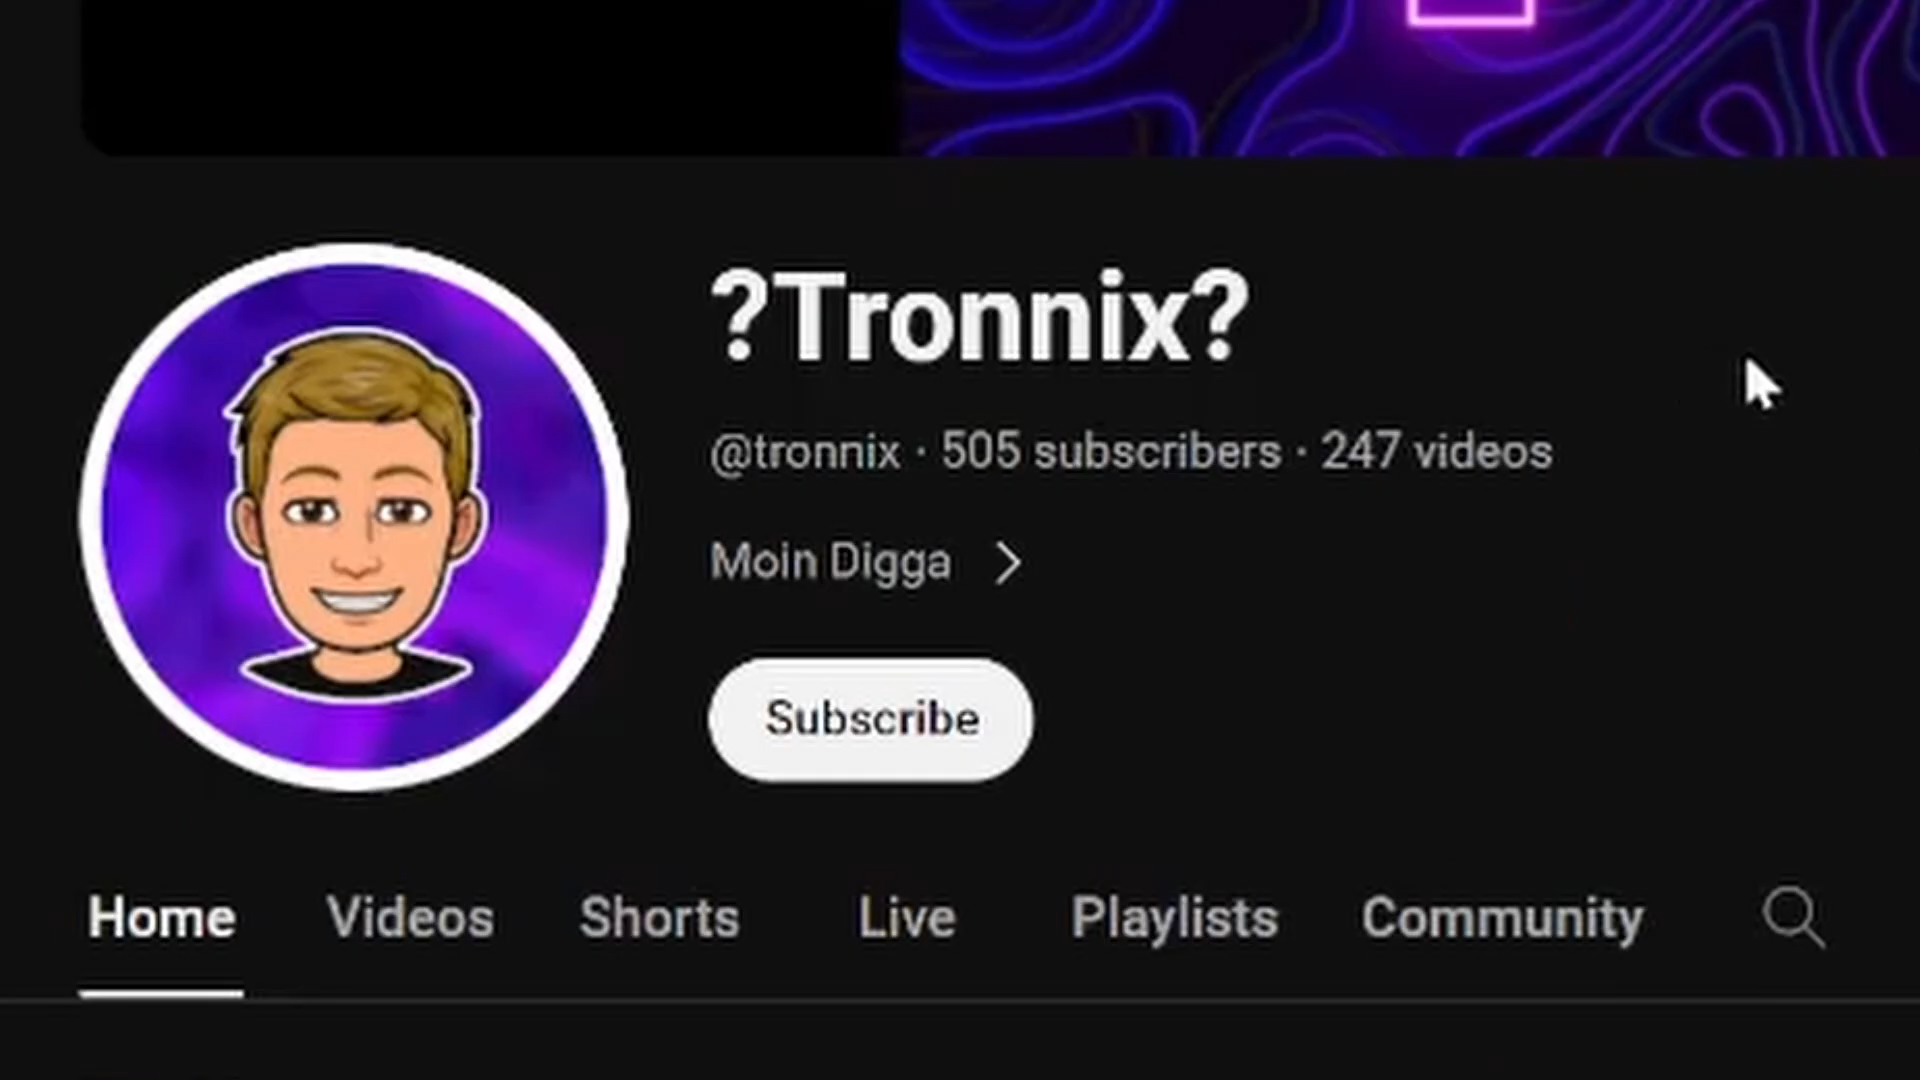 ?Tronnix?
@tronnix · 505 subscribers · 247 videos
Moin Digga
Subscribe
Home Videos Shorts Live Playlists Community